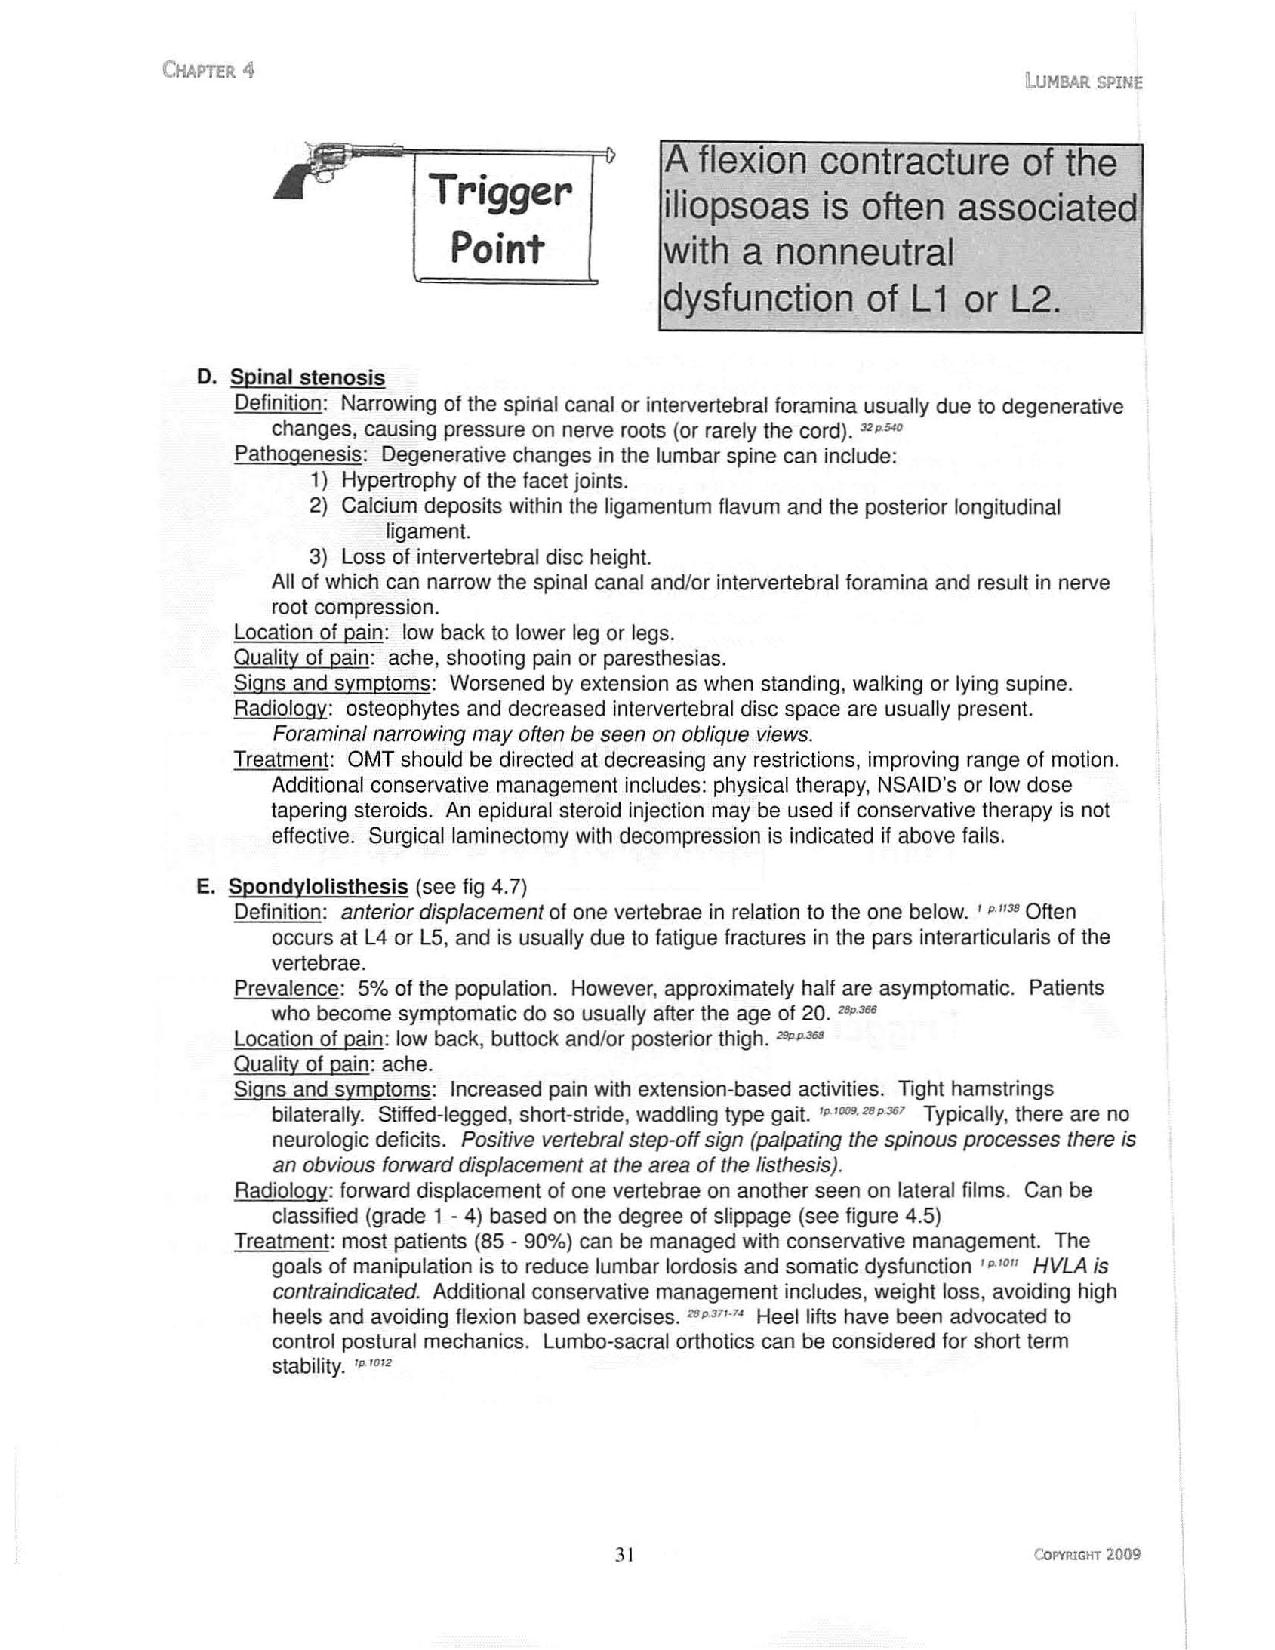 CHAPTER 4
LUMBAR SPINE
Trigger
Point
A flexion contracture of the
iliopsoas is often associated
with a nonneutral
dysfunction of L1 or L2.
D. Spinal stenosis
Definition: Narrowing of the spinal canal or intervertebral foramina usually due to degenerative
changes, causing pressure on nerve roots (or rarely the cord). 32 p.540
Pathogenesis: Degenerative changes in the lumbar spine can include:
1) Hypertrophy of the facet joints.
2) Calcium deposits within the ligamentum flavum and the posterior longitudinal
ligament.
3) Loss of intervertebral disc height.
All of which can narrow the spinal canal and/or intervertebral foramina and result in nerve
root compression.
Location of pain: low back to lower leg or legs.
Quality of pain: ache, shooting pain or paresthesias.
Signs and symptoms: Worsened by extension as when standing, walking or lying supine.
Radiology: osteophytes and decreased intervertebral disc space are usually present.
Foraminal narrowing may often be seen on oblique views.
Treatment: OMT should be directed at decreasing any restrictions, improving range of motion.
Additional conservative management includes: physical therapy, NSAID's or low dose
tapering steroids. An epidural steroid injection may be used if conservative therapy is not
effective. Surgical laminectomy with decompression is indicated if above fails.
E. Spondylolisthesis (see fig 4.7)
Definition: anterior displacement of one vertebrae in relation to the one below. 1 p.1138 Often
occurs at L4 or L5, and is usually due to fatigue fractures in the pars interarticularis of the
vertebrae.
Prevalence: 5% of the population. However, approximately half are asymptomatic. Patients
who become symptomatic do so usually after the age of 20. 28p.366
Location of pain: low back, buttock and/or posterior thigh. 29p.p.368
Quality of pain: ache.
Signs and symptoms: Increased pain with extension-based activities. Tight hamstrings
bilaterally. Stiffed-legged, short-stride, waddling type gait. 1p.1009, 28 p.367 Typically, there are no
neurologic deficits. Positive vertebral step-off sign (palpating the spinous processes there is
an obvious forward displacement at the area of the listhesis).
Radiology: forward displacement of one vertebrae on another seen on lateral films. Can be
classified (grade 1 - 4) based on the degree of slippage (see figure 4.5)
Treatment: most patients (85 - 90%) can be managed with conservative management. The
goals of manipulation is to reduce lumbar lordosis and somatic dysfunction 1 p.1011 HVLA is
contraindicated. Additional conservative management includes, weight loss, avoiding high
heels and avoiding flexion based exercises. 28 p.371-74 Heel lifts have been advocated to
control postural mechanics. Lumbo-sacral orthotics can be considered for short term
stability. 1p.1012
31
COPYRIGHT 2009